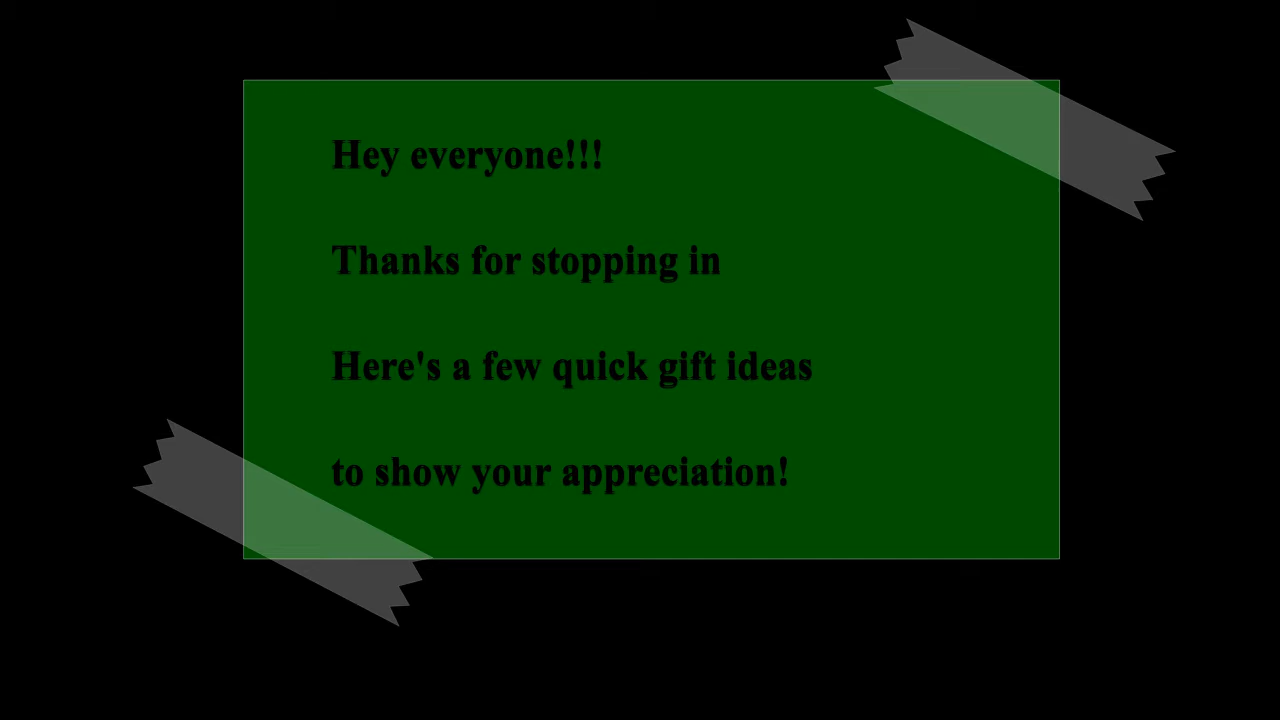 Hey everyone!!!
Thanks for stopping in
Here's a few quick gift ideas
to show your appreciation!